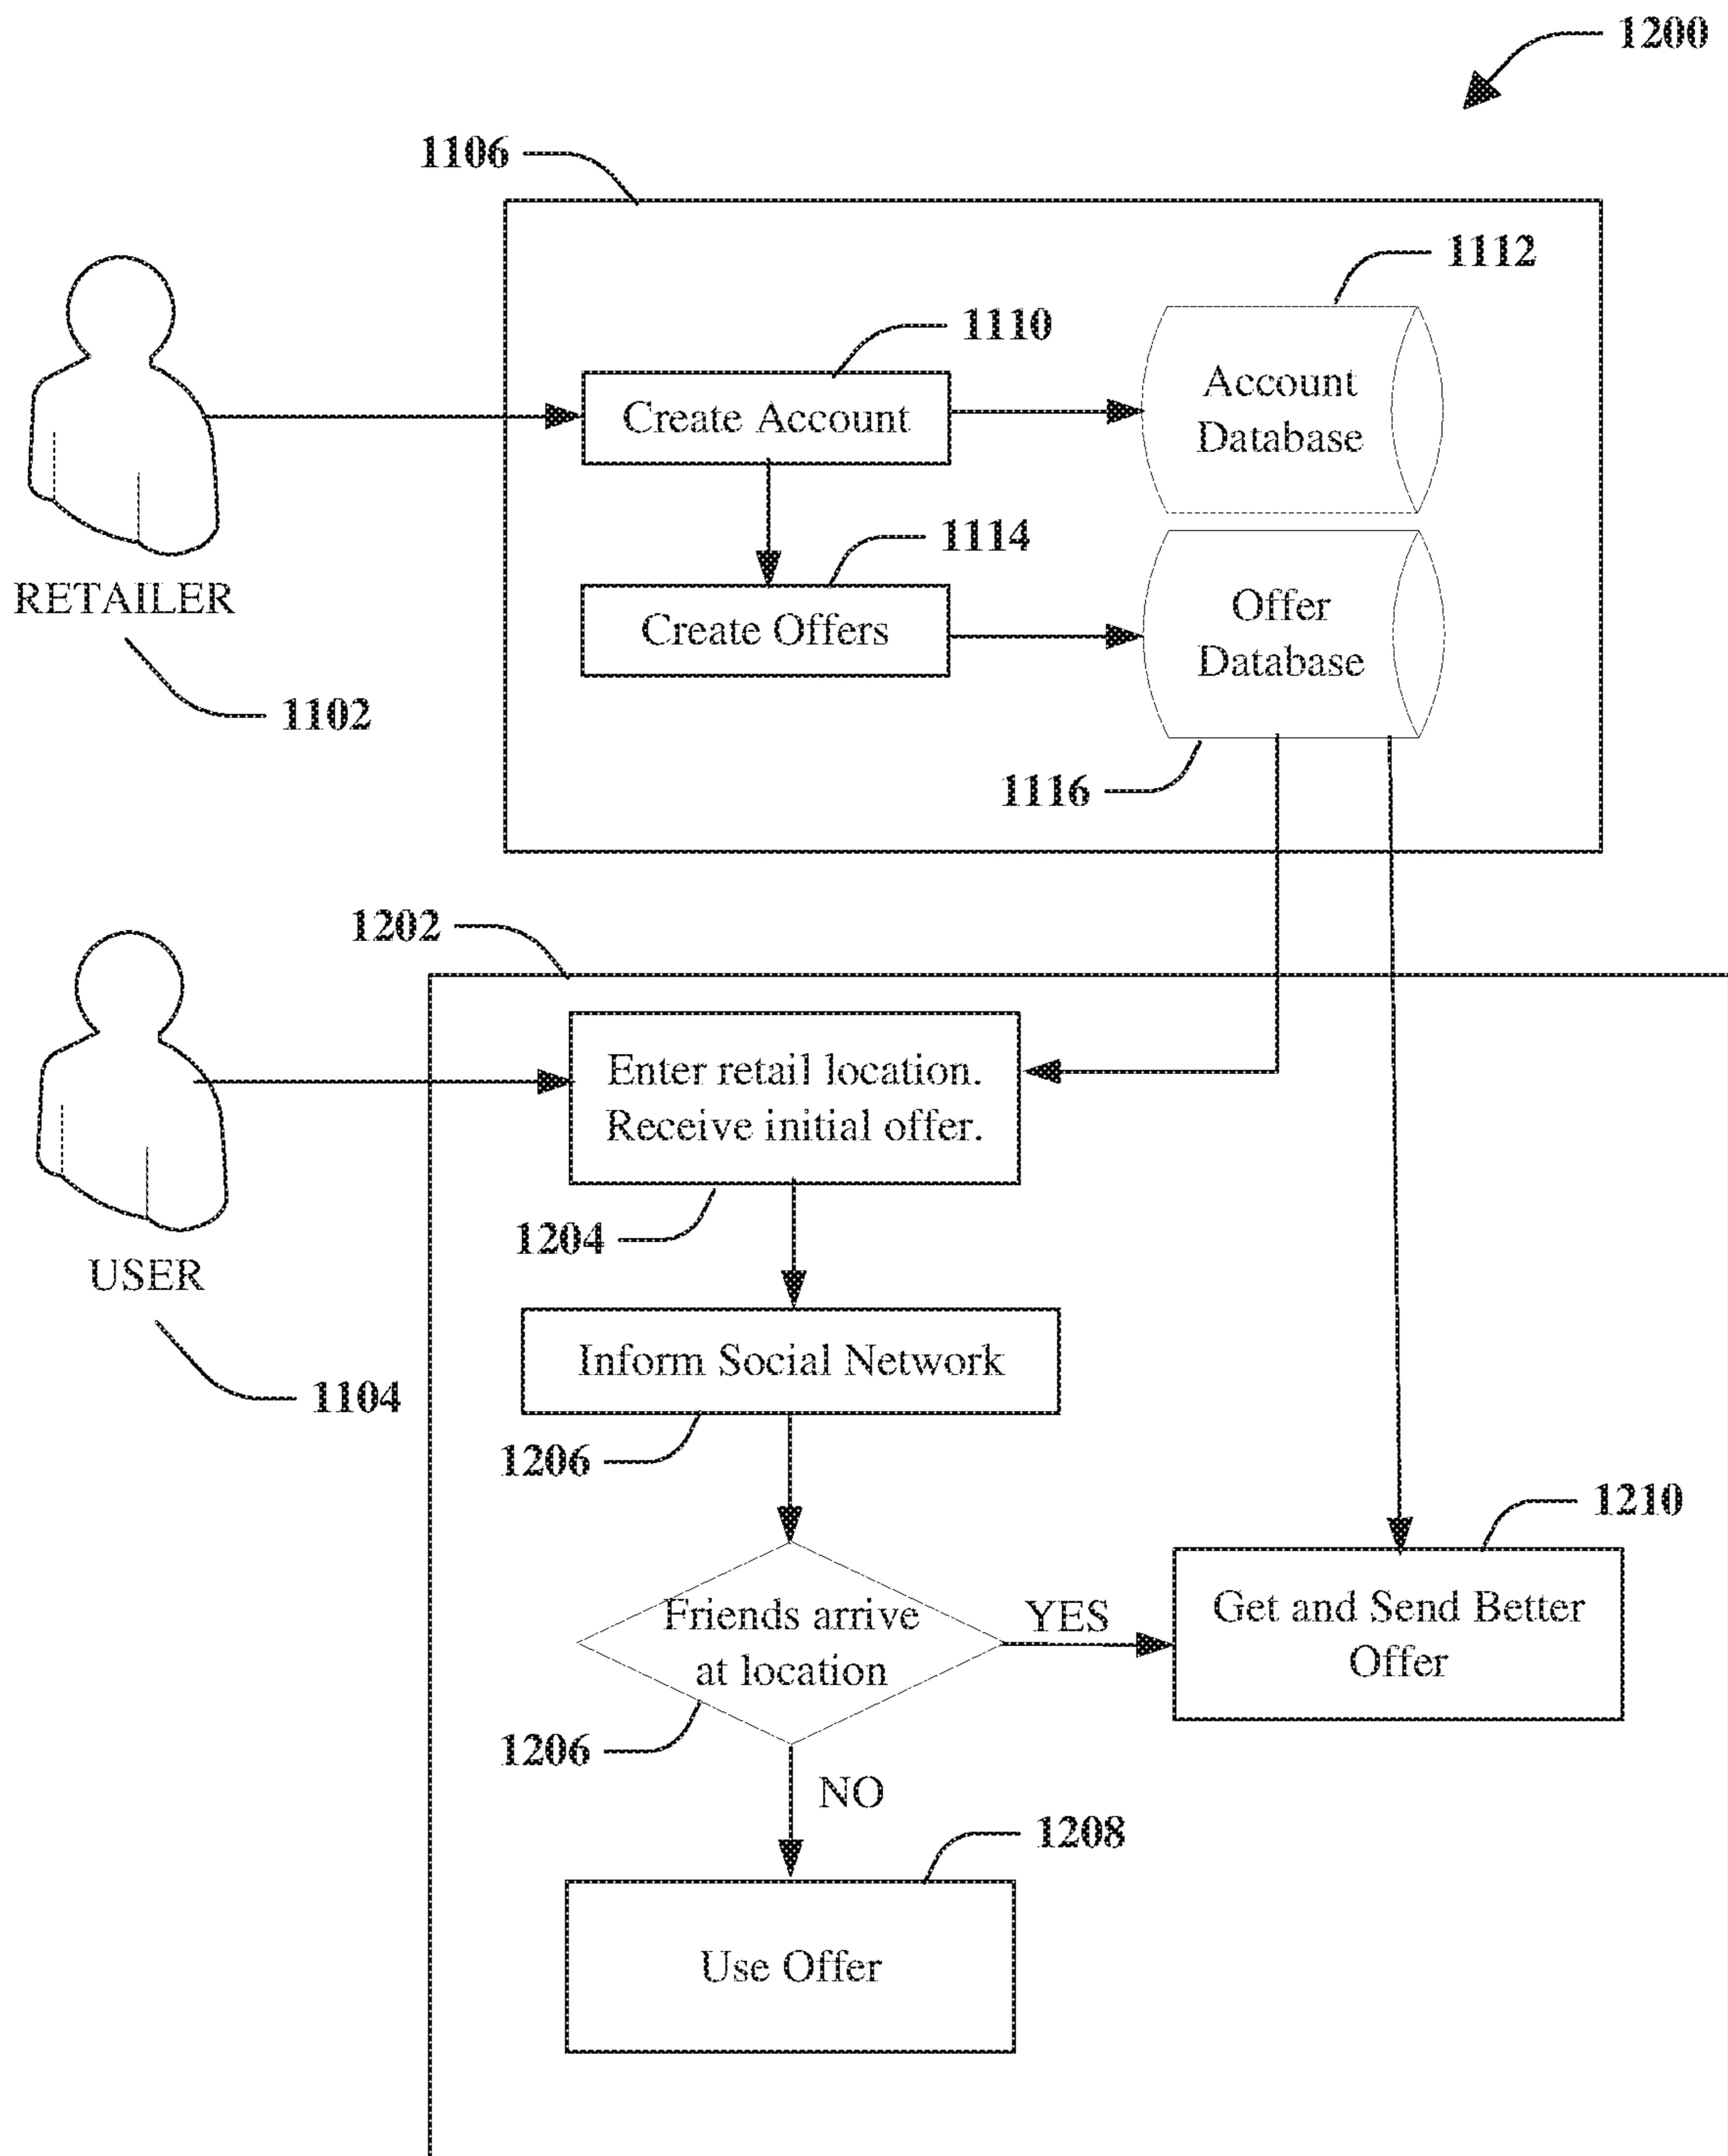 1200
1106
1112
1110
Account
Database
Create Account
1114
RETAILER
Create Offers
Offer
Database
1102
1116
1202
Enter retail location.
Receive initial offer.
1204
USER
Inform Social Network
1104
1206
1210
Friends arrive
at location
YES
Get and Send Better
Offer
1206
NO
1208
Use Offer